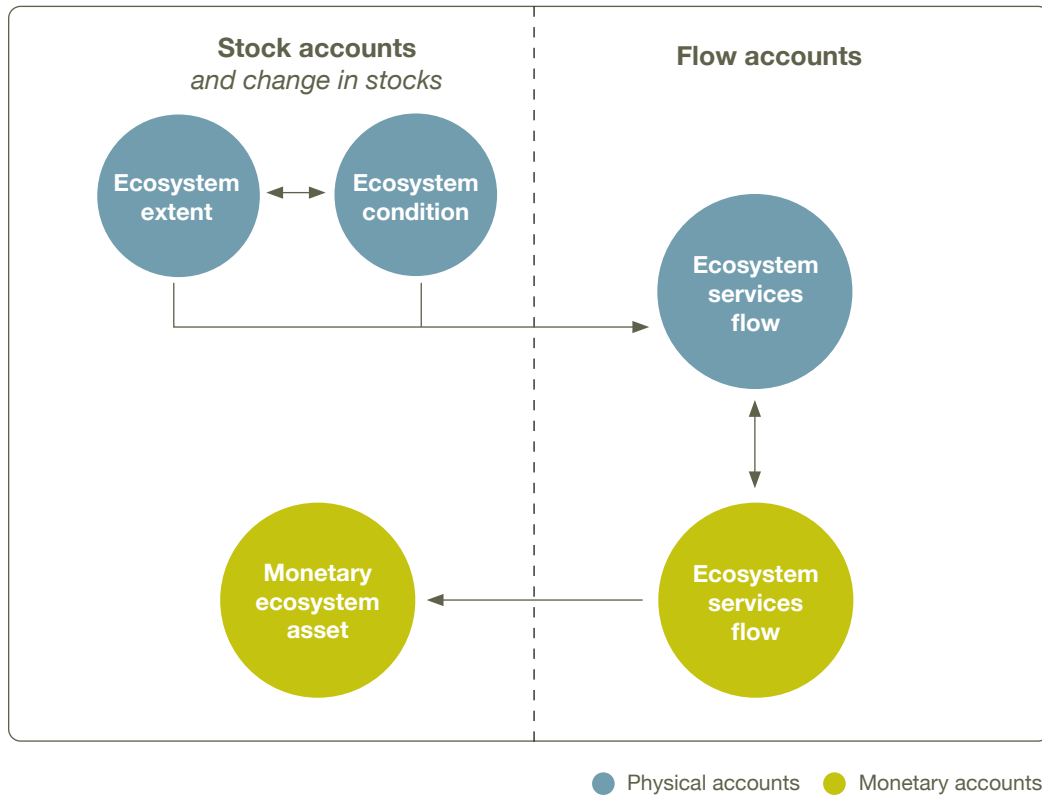 Stock accounts
and change in stocks
Flow accounts
Ecosystem
extent
Ecosystem
condition
Ecosystem
services
flow
Monetary
ecosystem
asset
Ecosystem
services
flow
Physical accounts
Monetary accounts